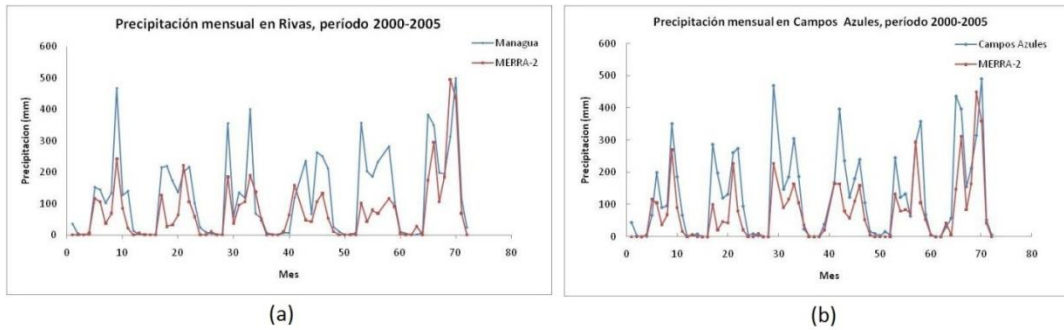 Precipitación mensual en Rivas, período 2000-2005
Managua
MERRA-2
Precipitacion (mm)
600
500
400
300
200
100
0
0 10 20 30 40 50 60 70 80
Mes
(a)
Precipitación mensual en Campos Azules, período 2000-2005
Campos Azules
MERRA-2
Precipitación (mm)
600
500
400
300
200
100
0
0 10 20 30 40 50 60 70 80
Mes
(b)